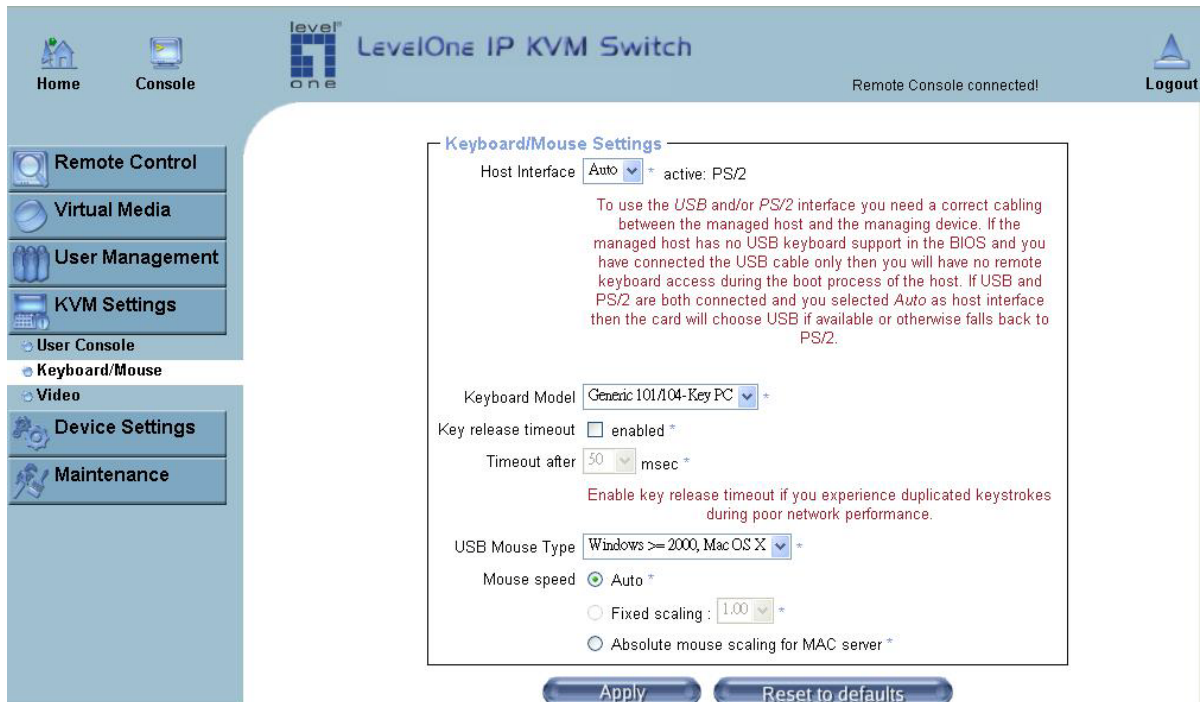 level"
one
LevelOne IP KVM Switch
Home
Console
Remote Console connected!
Logout
Remote Control
Virtual Media
User Management
KVM Settings
User Console
Keyboard/Mouse
Video
Device Settings
Maintenance
Keyboard/Mouse Settings
Host Interface Auto * active: PS/2
To use the USB and/or PS/2 interface you need a correct cabling
between the managed host and the managing device. If the
managed host has no USB keyboard support in the BIOS and you
have connected the USB cable only then you will have no remote
keyboard access during the boot process of the host. If USB and
PS/2 are both connected and you selected Auto as host interface
then the card will choose USB if available or otherwise falls back to
PS/2.
Keyboard Model Generic 101/104-Key PC *
Key release timeout enabled *
Timeout after 50 msec *
Enable key release timeout if you experience duplicated keystrokes
during poor network performance.
USB Mouse Type Windows >= 2000, Mac OS X *
Mouse speed Auto *
Fixed scaling : 1.00 *
Absolute mouse scaling for MAC server *
Apply
Reset to defaults